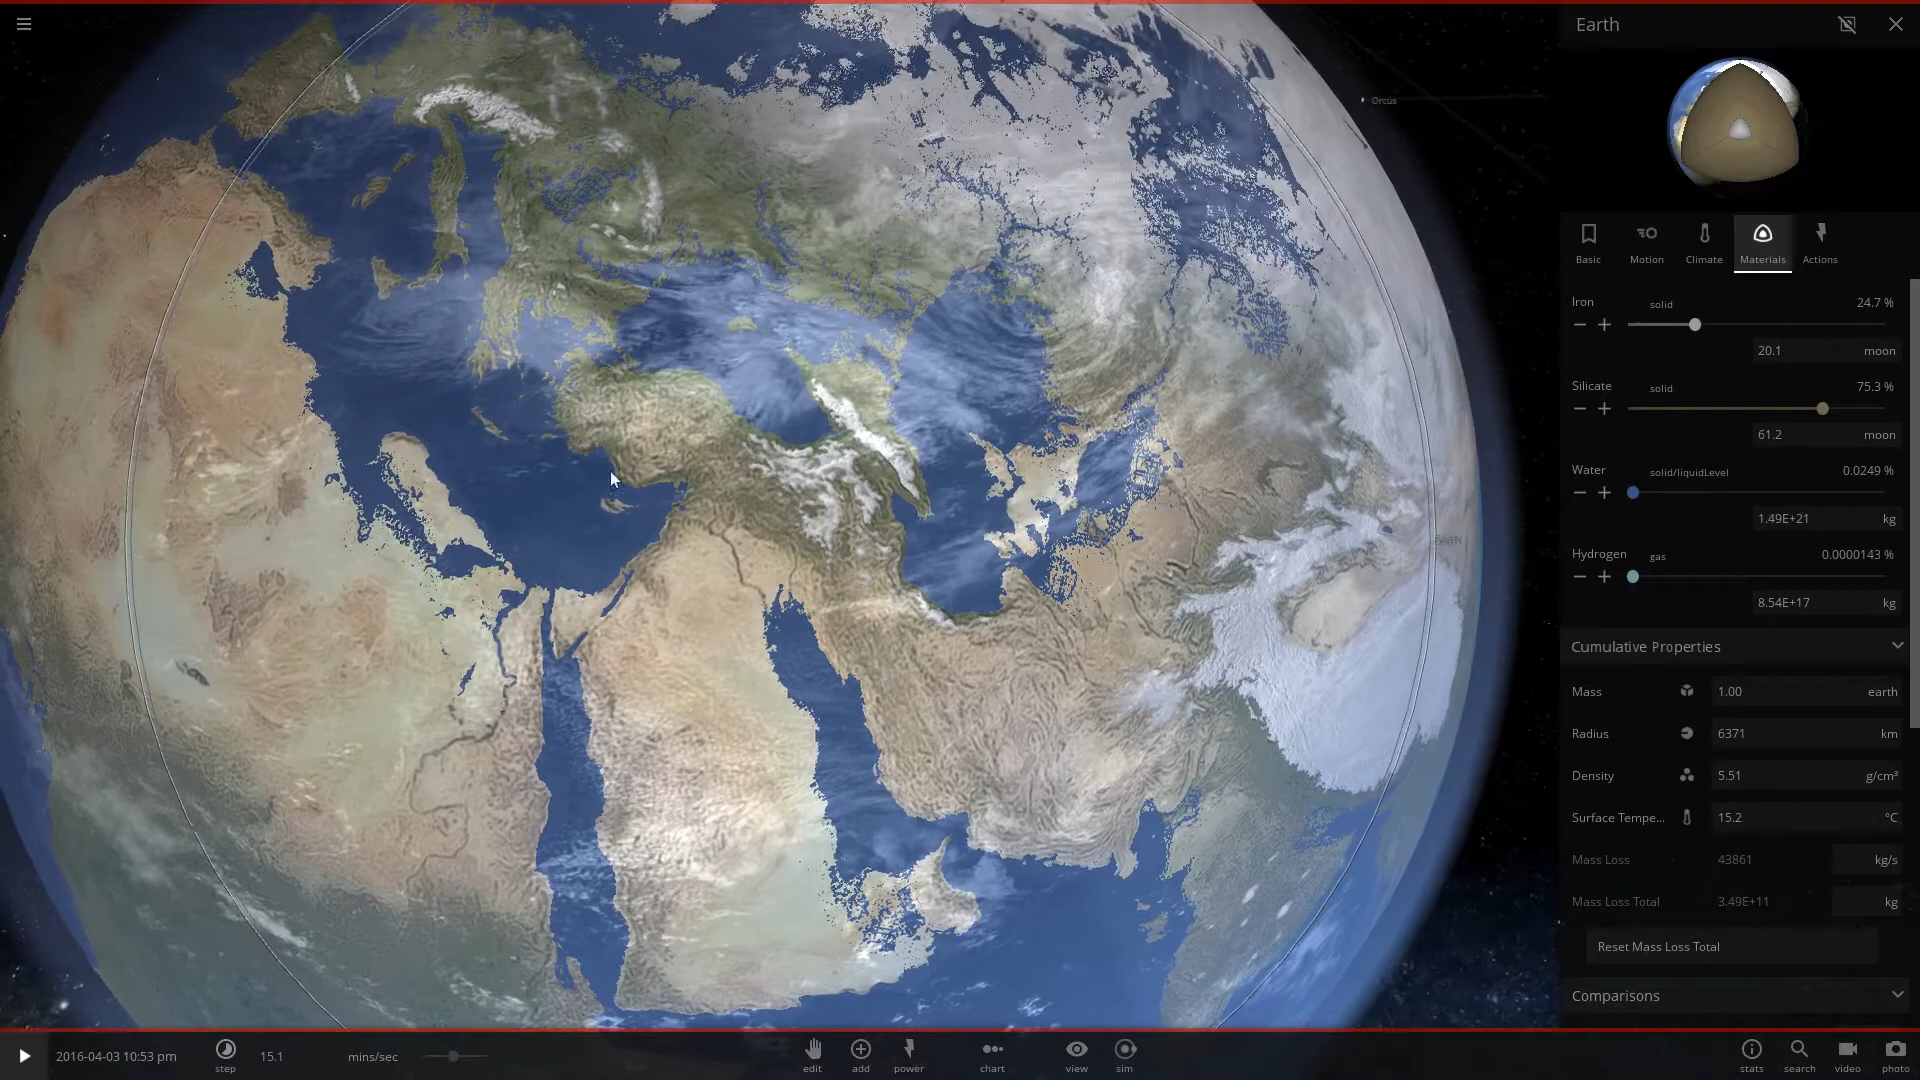 Earth
Orcus
Basic
Motion
Climate
Materials
Actions
Iron solid 24.7 %
20.1 moon
Silicate solid 75.3 %
61.2 moon
Water solid/liquidLevel 0.0249 %
1.49E+21 kg
Hydrogen gas 0.0000143 %
8.54E+17 kg
Earth
Cumulative Properties
Mass 1.00 earth
Radius 6371 km
Density 5.51 g/cm³
Surface Tempe... 15.2 °C
Mass Loss 43861 kg/s
Mass Loss Total 3.49E+11 kg
Reset Mass Loss Total
Comparisons
2016-04-03 10:53 pm
step
15.1 mins/sec
edit
add
power
chart
view
sim
stats
search
video
photo